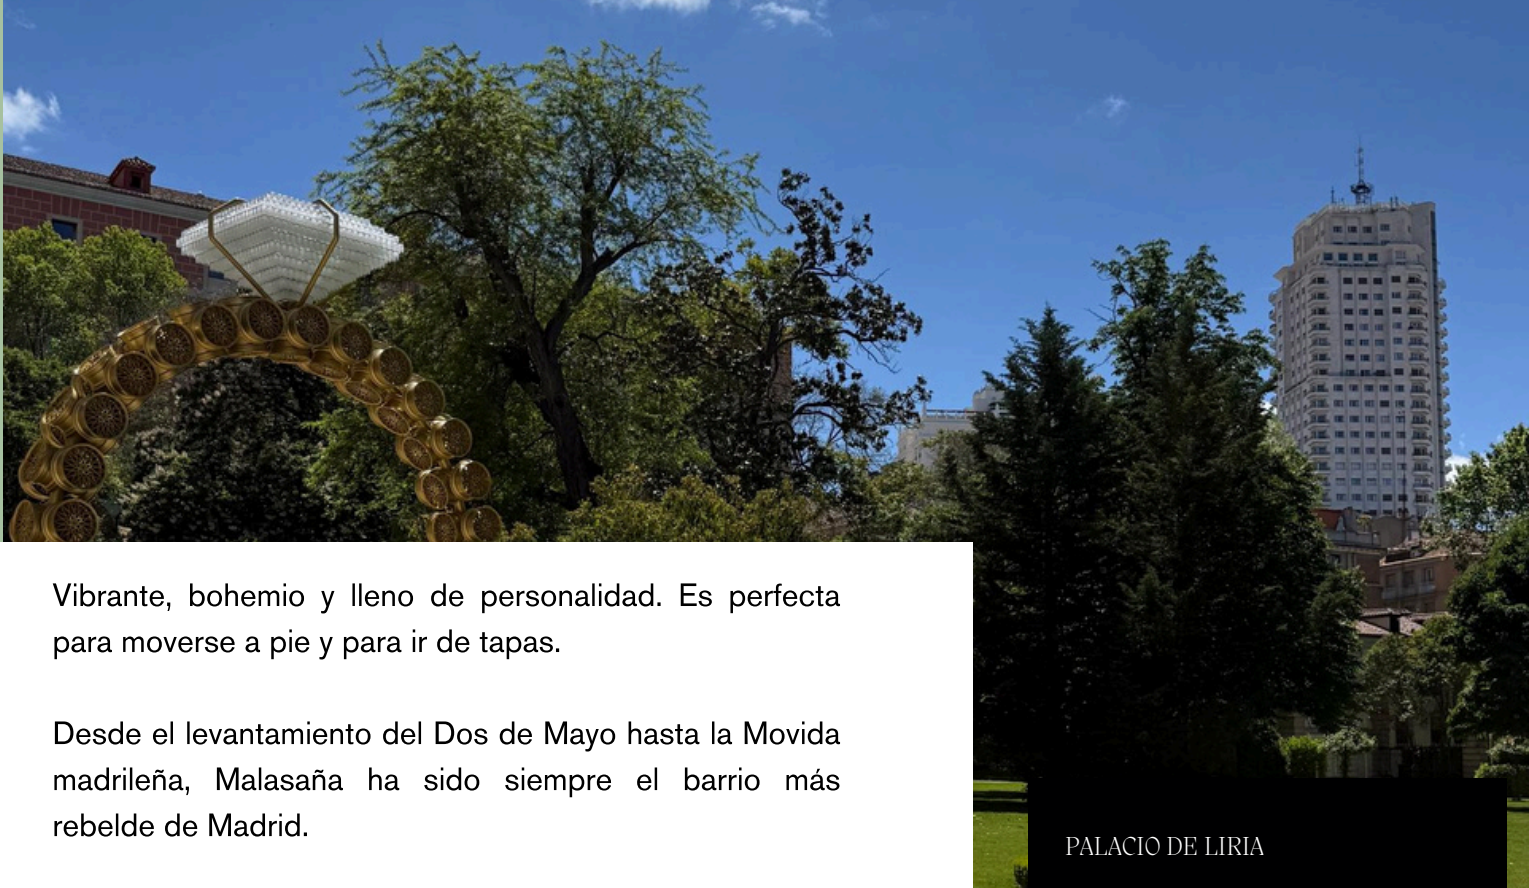 Vibrante, bohemio y lleno de personalidad. Es perfecta
para moverse a pie y para ir de tapas.
Desde el levantamiento del Dos de Mayo hasta la Movida
madrileña, Malasaña ha sido siempre el barrio más
rebelde de Madrid.
PALACIO DE LIRIA